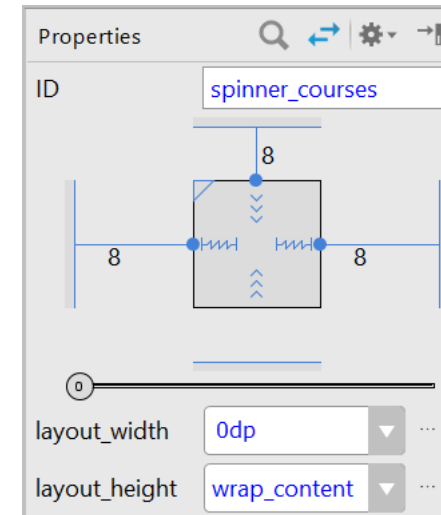 Properties
ID
spinner_courses
8
8
8
0
layout_width
0dp
...
layout_height
wrap_content
...